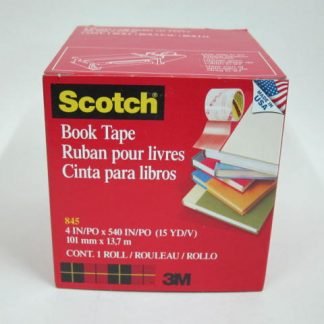 Scotch
MADE IN
USA
Book Tape
Ruban pour livres
Cinta para libros
845
4 IN/PO x 540 IN/PO (15 YD/V)
101 mm x 13,7 m
CONT. 1 ROLL / ROULEAU / ROLLO
3M